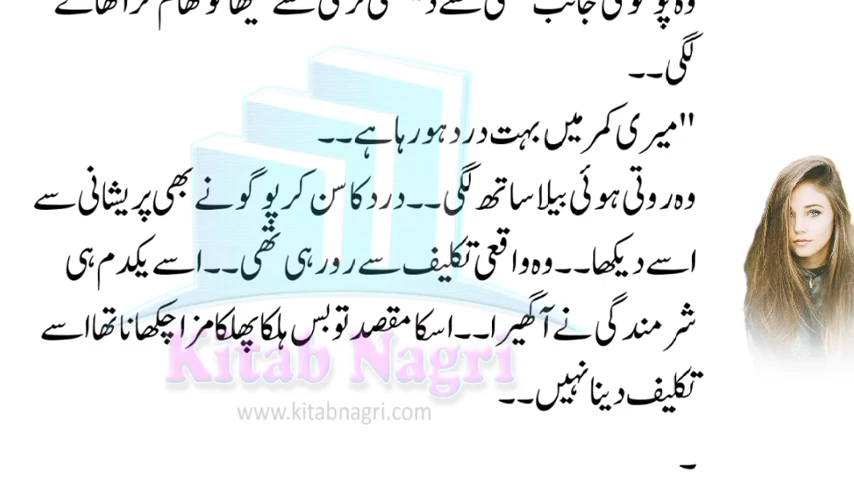 لگی۔۔
"میری کمر میں بہت درد ہو رہا ہے۔۔
وہ روتی ہوئی بیلا ساتھ لگی۔۔ درد کا سن کر پوگو نے بھی پریشانی سے
اسے دیکھا۔۔ وہ واقعی تکلیف سے رو رہی تھی۔۔ اسے یکدم ہی
شرمندگی نے آگھیرا۔۔ اسکا مقصد تو بس ہلکا پھلکا مزا چکھانا تھا اسے
تکلیف دینا نہیں۔۔
۔
Kitab Nagri
www.kitabnagri.com